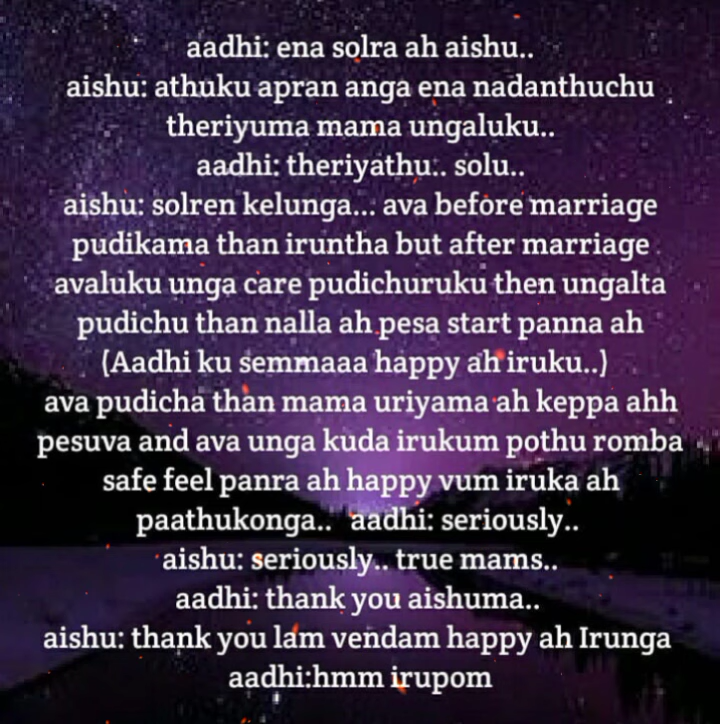 aadhi: ena solra ah aishu..
aishu: athuku apran anga ena nadanthuchu
theriyuma mama ungaluku..
aadhi: theriyathu.. solu..
aishu: solren kelunga... ava before marriage
pudikama than iruntha but after marriage
avaluku unga care pudichuruku then ungalta
pudichu than nalla ah pesa start panna ah
(Aadhi ku semmaaa happy ah iruku..)
ava pudicha than mama uriyama ah keppa ahh
pesuva and ava unga kuda irukum pothu romba
safe feel panra ah happy vum iruka ah
paathukonga.. aadhi: seriously..
aishu: seriously.. true mams..
aadhi: thank you aishuma..
aishu: thank you lam vendam happy ah Irunga
aadhi:hmm irupom